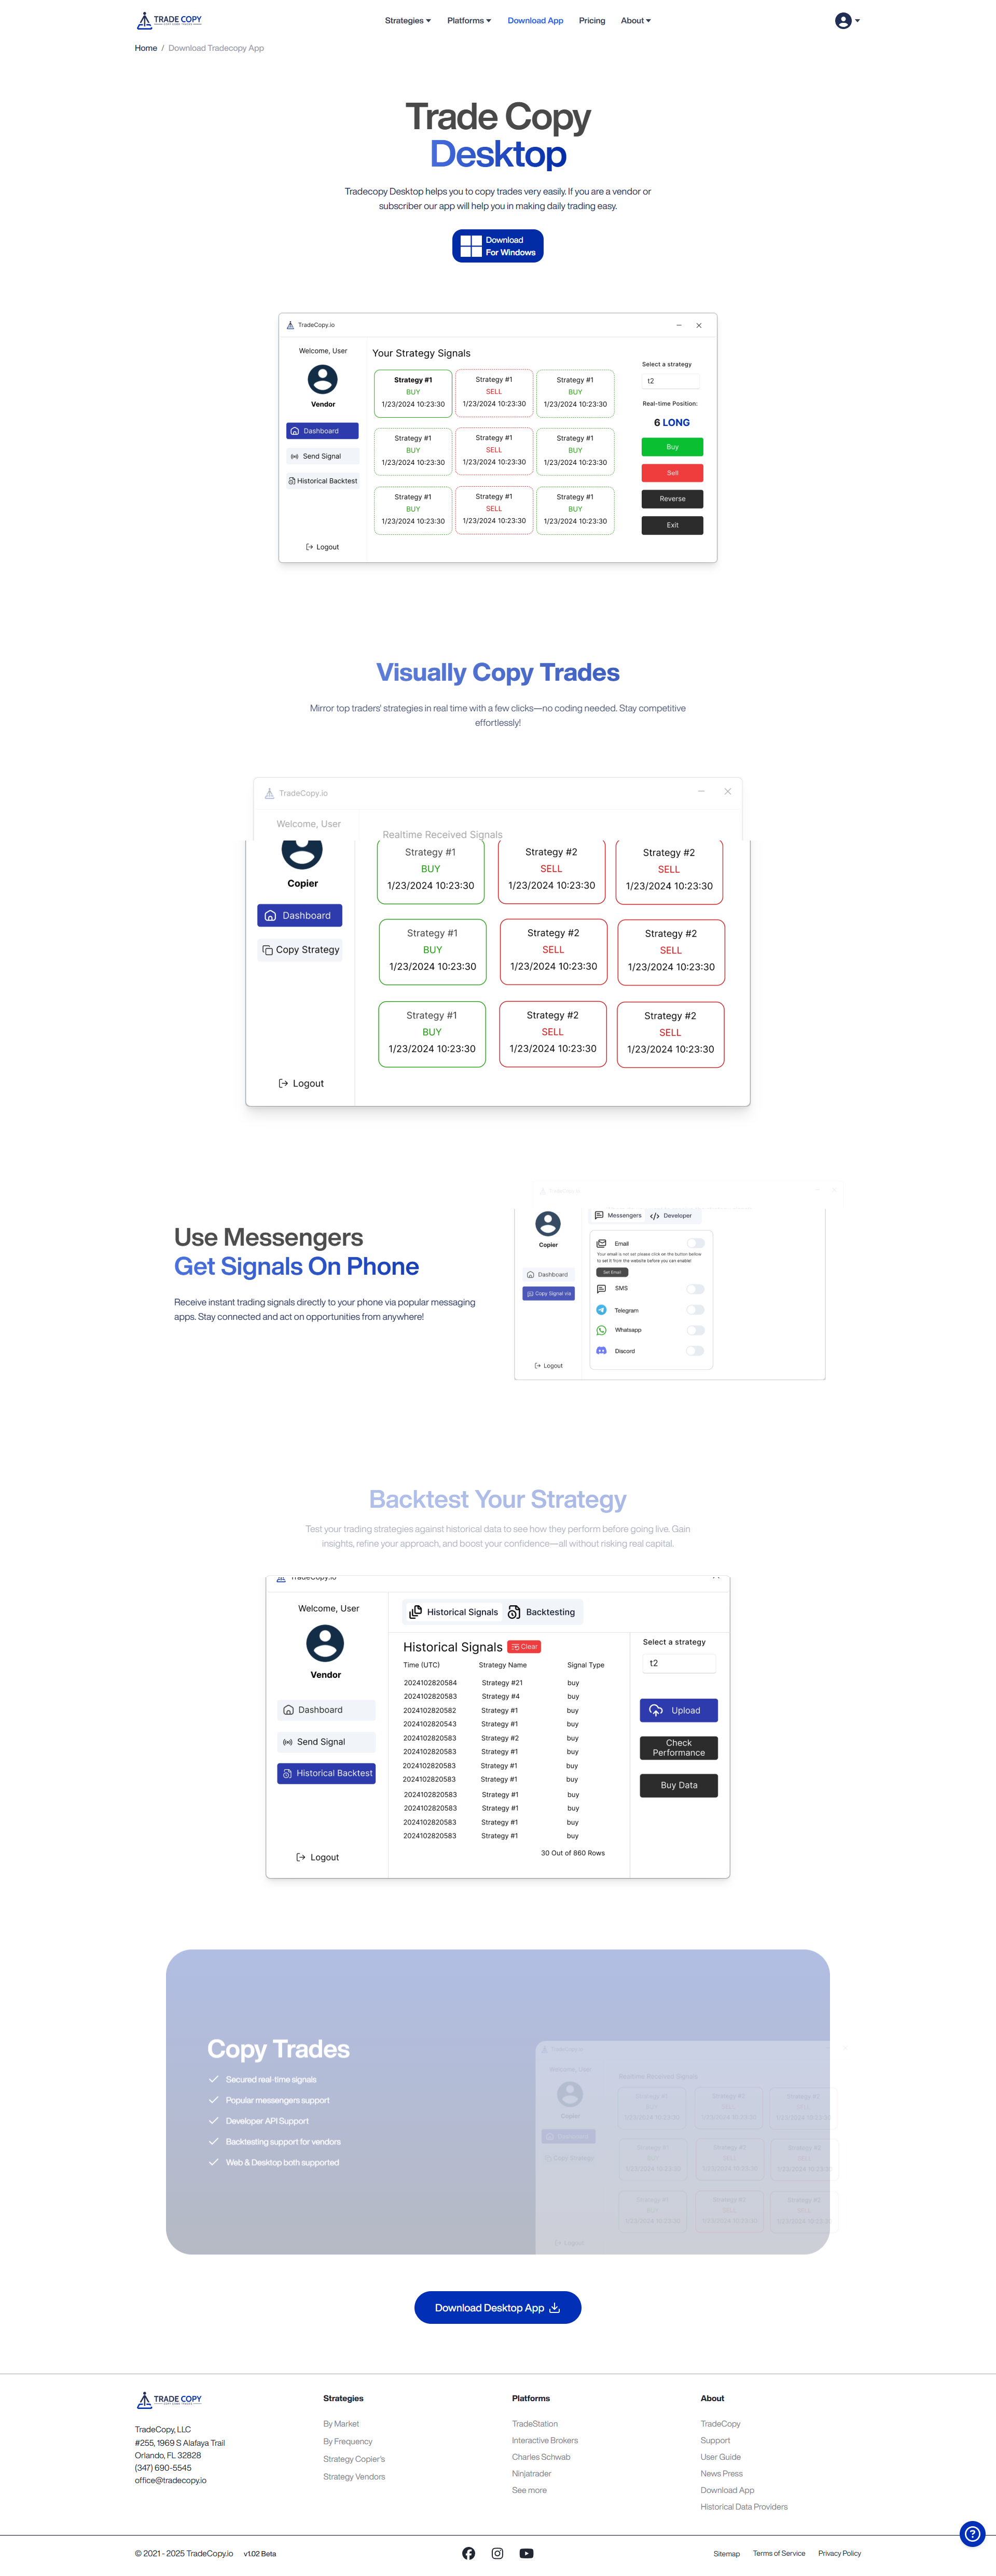 TRADE COPY
Strategies
Platforms
Download App
Pricing
About
Home / Download Tradecopy App
Trade Copy
Desktop
Tradecopy Desktop helps you to copy trades very easily. If you are a vendor or
subscriber our app will help you in making daily trading easy.
Download
For Windows
TradeCopy.io
Welcome, User
Vendor
Dashboard
Send Signal
Historical Backtest
Logout
Your Strategy Signals
Strategy #1 Strategy #1 Strategy #1
BUY SELL BUY
1/23/2024 10:23:30 1/23/2024 10:23:30 1/23/2024 10:23:30
Strategy #1 Strategy #1 Strategy #1
BUY SELL BUY
1/23/2024 10:23:30 1/23/2024 10:23:30 1/23/2024 10:23:30
Strategy #1 Strategy #1 Strategy #1
BUY SELL BUY
1/23/2024 10:23:30 1/23/2024 10:23:30 1/23/2024 10:23:30
Select a strategy
t2
Real-time Position:
6 LONG
Buy
Sell
Reverse
Exit
Visually Copy Trades
Mirror top traders' strategies in real time with a few clicks—no coding needed. Stay competitive
effortlessly!
TradeCopy.io
Welcome, User
Copier
Dashboard
Copy Strategy
Logout
Realtime Received Signals
Strategy #1 Strategy #2 Strategy #2
BUY SELL SELL
1/23/2024 10:23:30 1/23/2024 10:23:30 1/23/2024 10:23:30
Strategy #1 Strategy #2 Strategy #2
BUY SELL SELL
1/23/2024 10:23:30 1/23/2024 10:23:30 1/23/2024 10:23:30
Strategy #1 Strategy #2 Strategy #2
BUY SELL SELL
1/23/2024 10:23:30 1/23/2024 10:23:30 1/23/2024 10:23:30
Use Messengers
Get Signals On Phone
Receive instant trading signals directly to your phone via popular messaging
apps. Stay connected and act on opportunities from anywhere!
Copier
Dashboard
Copy Signal via
Logout
Messengers
Developer
Email
Your email is not set please click on the button below
to set it from the website before you can enable!
Set Email
SMS
Telegram
Whatsapp
Discord
Backtest Your Strategy
Test your trading strategies against historical data to see how they perform before going live. Gain
insights, refine your approach, and boost your confidence—all without risking real capital.
TradeCopy.io
Welcome, User
Vendor
Dashboard
Send Signal
Historical Backtest
Logout
Historical Signals
Backtesting
Historical Signals
Clear
Time (UTC) Strategy Name Signal Type
2024102820584 Strategy #21 buy
2024102820583 Strategy #4 buy
2024102820582 Strategy #1 buy
2024102820543 Strategy #1 buy
2024102820583 Strategy #2 buy
2024102820583 Strategy #1 buy
2024102820583 Strategy #1 buy
2024102820583 Strategy #1 buy
2024102820583 Strategy #1 buy
2024102820583 Strategy #1 buy
2024102820583 Strategy #1 buy
2024102820583 Strategy #1 buy
30 Out of 860 Rows
Select a strategy
t2
Upload
Check
Performance
Buy Data
Copy Trades
Secured real-time signals
Popular messengers support
Developer API Support
Backtesting support for vendors
Web & Desktop both supported
Download Desktop App
TRADE COPY
TradeCopy, LLC
#255, 1969 S Alafaya Trail
Orlando, FL 32828
(347) 690-5545
office@tradecopy.io
Strategies
By Market
By Frequency
Strategy Copier's
Strategy Vendors
Platforms
TradeStation
Interactive Brokers
Charles Schwab
Ninjatrader
See more
About
TradeCopy
Support
User Guide
News Press
Download App
Historical Data Providers
© 2021 - 2025 TradeCopy.io v1.02 Beta
Sitemap
Terms of Service
Privacy Policy